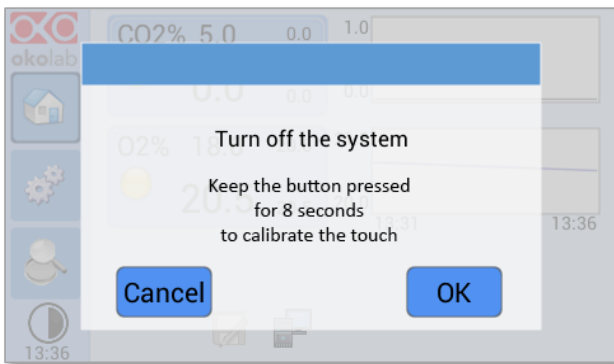 okolab
CO2% 5.0 0.0 1.0
0.0 0.0 0.0
O2% 18.0
20.5 20.0
13:31 13:36
Turn off the system
Keep the button pressed
for 8 seconds
to calibrate the touch
Cancel OK
13:36